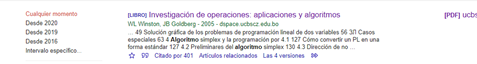 Cualquier momento
Desde 2020
Desde 2019
Desde 2016
Intervalo específico...
[LIBRO] Investigación de operaciones: aplicaciones y algoritmos
WL Winston, JB Goldberg - 2005 - dspace.ucbscz.edu.bo
... 49 Solución gráfica de los problemas de programación lineal de dos variables 56 3.3 Casos
especiales 63 4 Algoritmo simplex y la programación por 4.1 127 Cómo convertir un PL en una
forma estándar 127 4.2 Preliminares del algoritmo simplex 130 4.3 Dirección de no ...
Citado por 401 Artículos relacionados Las 4 versiones
[PDF] ucbs